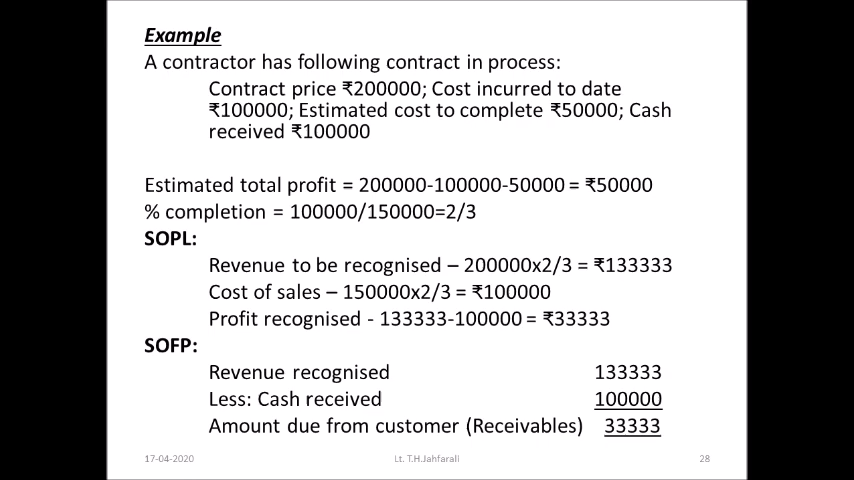 Example
A contractor has following contract in process:
Contract price ₹200000; Cost incurred to date
₹100000; Estimated cost to complete ₹50000; Cash
received ₹100000
Estimated total profit = 200000-100000-50000 = ₹50000
% completion = 100000/150000=2/3
SOPL:
Revenue to be recognised – 200000x2/3 = ₹133333
Cost of sales – 150000x2/3 = ₹100000
Profit recognised - 133333-100000 = ₹33333
SOFP:
Revenue recognised 133333
Less: Cash received 100000
Amount due from customer (Receivables) 33333
17-04-2020 Lt. T.H.Jahfarali 28